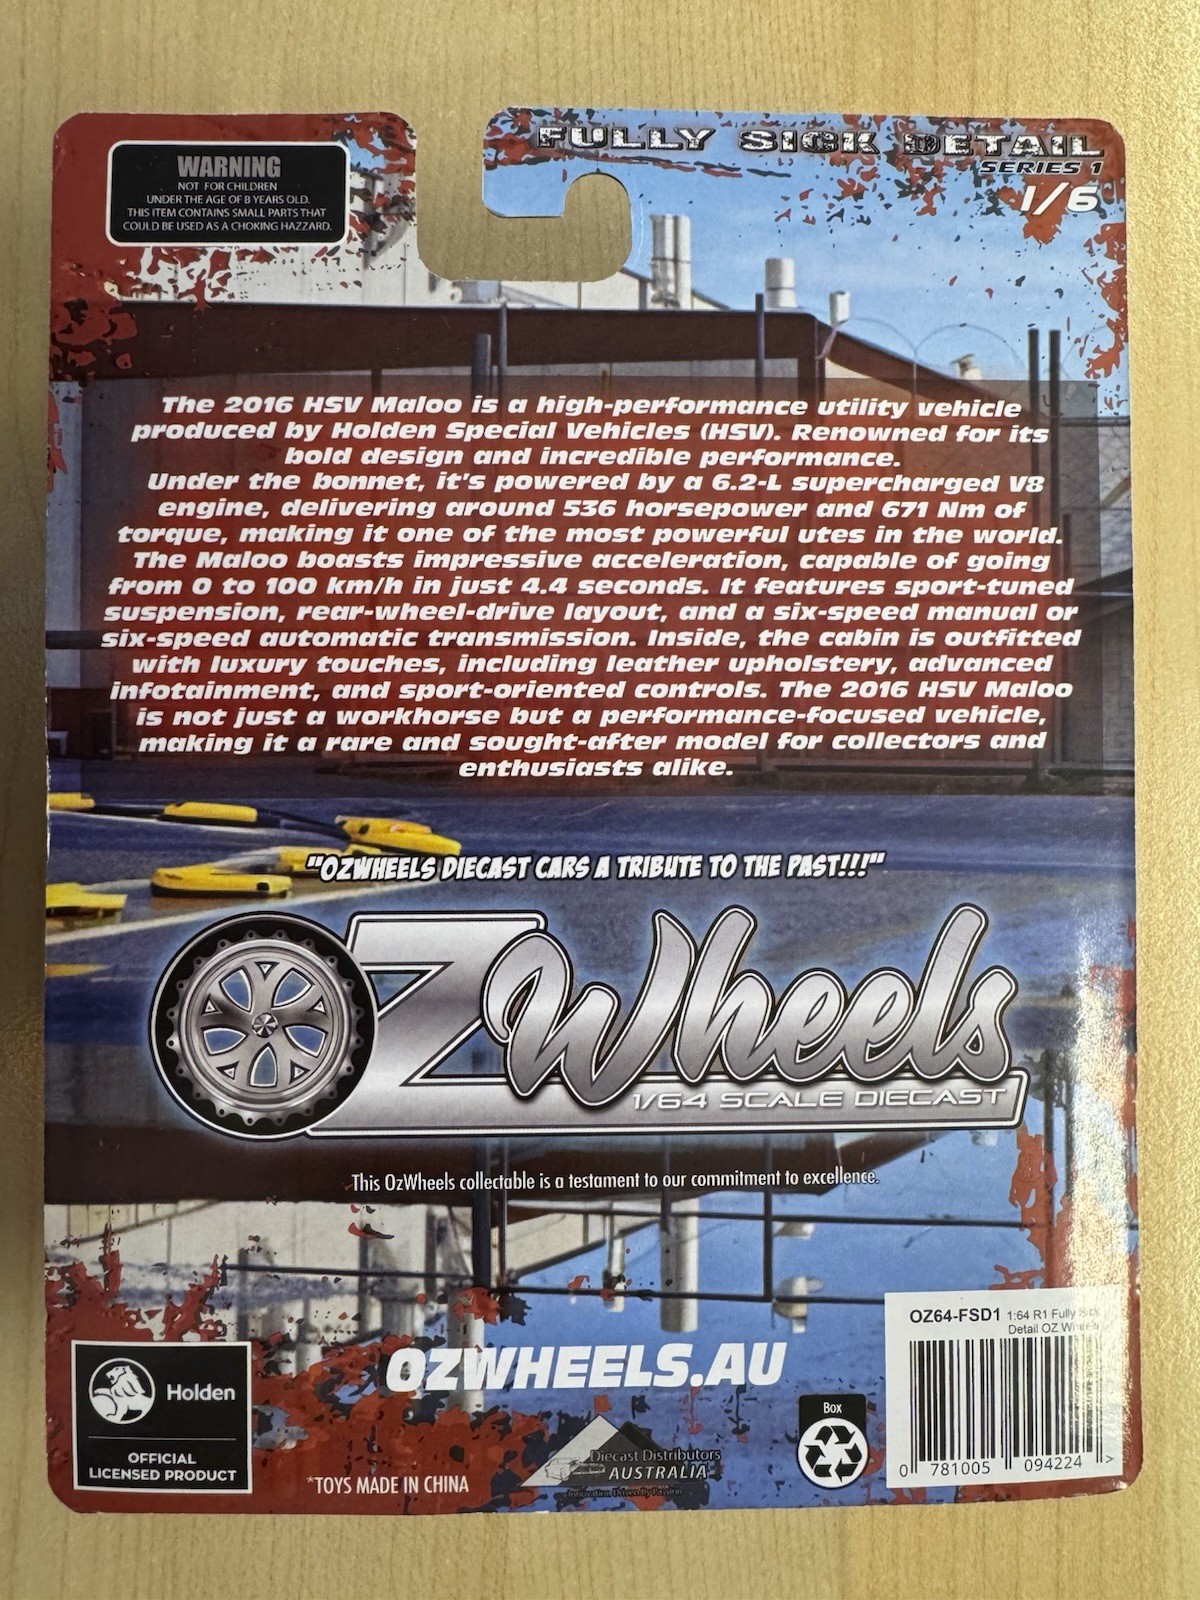 WARNING
NOT FOR CHILDREN
UNDER THE AGE OF 8 YEARS OLD.
THIS ITEM CONTAINS SMALL PARTS THAT
COULD BE USED AS A CHOKING HAZZARD.
FULLY SICK DETAIL
SERIES 1
1/6
The 2016 HSV Maloo is a high-performance utility vehicle
produced by Holden Special Vehicles (HSV). Renowned for its
bold design and incredible performance.
Under the bonnet, it's powered by a 6.2-L supercharged V8
engine, delivering around 536 horsepower and 671 Nm of
torque, making it one of the most powerful utes in the world.
The Maloo boasts impressive acceleration, capable of going
from 0 to 100 km/h in just 4.4 seconds. It features sport-tuned
suspension, rear-wheel-drive layout, and a six-speed manual or
six-speed automatic transmission. Inside, the cabin is outfitted
with luxury touches, including leather upholstery, advanced
infotainment, and sport-oriented controls. The 2016 HSV Maloo
is not just a workhorse but a performance-focused vehicle,
making it a rare and sought-after model for collectors and
enthusiasts alike.
"OZWHEELS DIECAST CARS A TRIBUTE TO THE PAST!!!"
OZ Wheels
1/64 SCALE DIECAST
This OzWheels collectable is a testament to our commitment to excellence.
OZ64-FSD1 1:64 R1 Fully Sick
Detail OZ Wheels
OZWHEELS.AU
Holden
OFFICIAL
LICENSED PRODUCT
*TOYS MADE IN CHINA
Diecast Distributors
AUSTRALIA
Innovation Driven By Passion
Box
0 781005 094224 >